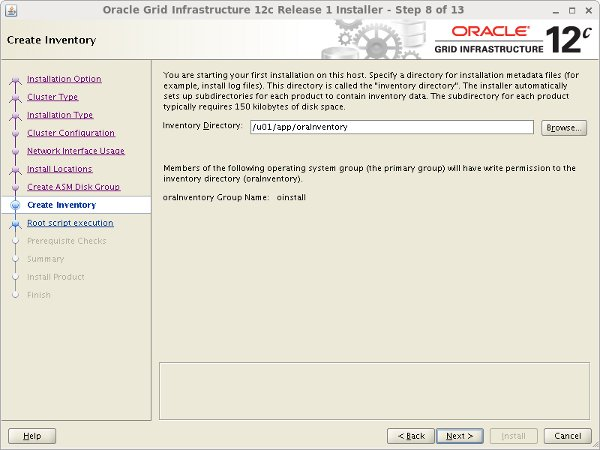 Oracle Grid Infrastructure 12c Release 1 Installer - Step 8 of 13
Create Inventory
ORACLE
GRID INFRASTRUCTURE 12c
Installation Option
Cluster Type
Installation Type
Cluster Configuration
Network Interface Usage
Install Locations
Create ASM Disk Group
Create Inventory
Root script execution
Prerequisite Checks
Summary
Install Product
Finish
You are starting your first installation on this host. Specify a directory for installation metadata files (for
example, install log files). This directory is called the "inventory directory". The installer automatically
sets up subdirectories for each product to contain inventory data. The subdirectory for each product
typically requires 150 kilobytes of disk space.
Inventory Directory: /u01/app/oraInventory Browse...
Members of the following operating system group (the primary group) will have write permission to the
inventory directory (oraInventory).
oraInventory Group Name: oinstall
Help < Back Next > Install Cancel